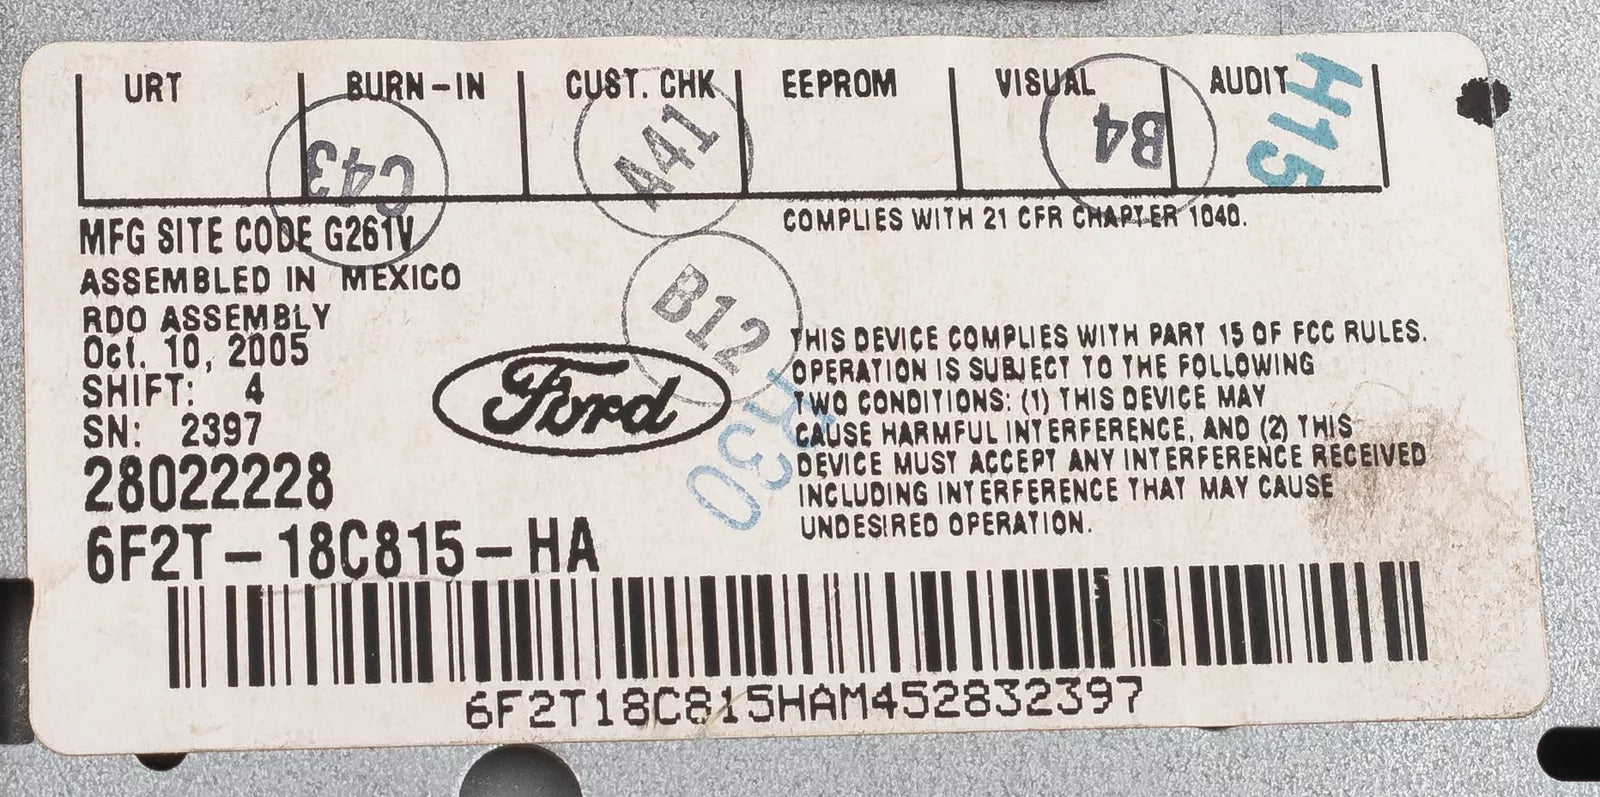 URT BURN-IN CUST. CHK EEPROM VISUAL AUDIT
C43 A41 B4 H15
MFG SITE CODE G261V
COMPLIES WITH 21 CFR CHAPTER 1040.
ASSEMBLED IN MEXICO
RDO ASSEMBLY
Oct. 10, 2005
SHIFT: 4
SN: 2397
28022228
6F2T-18C815-HA
B12
Ford
THIS DEVICE COMPLIES WITH PART 15 OF FCC RULES.
OPERATION IS SUBJECT TO THE FOLLOWING
TWO CONDITIONS: (1) THIS DEVICE MAY
CAUSE HARMFUL INTERFERENCE, AND (2) THIS
DEVICE MUST ACCEPT ANY INTERFERENCE RECEIVED
INCLUDING INTERFERENCE THAT MAY CAUSE
UNDESIRED OPERATION.
6F2T18C815HAM452832397